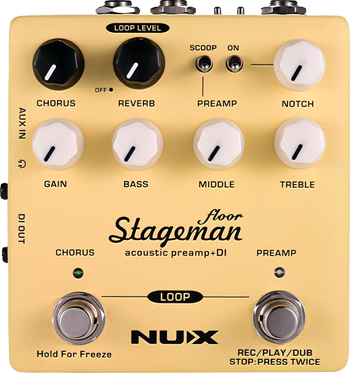 LOOP LEVEL
SCOOP ON
OFF
CHORUS REVERB PREAMP NOTCH
AUX IN
GAIN BASS MIDDLE TREBLE
DI OUT
Stageman floor
acoustic preamp+DI
CHORUS PREAMP
LOOP
NUX
Hold For Freeze
REC/PLAY/DUB
STOP:PRESS TWICE